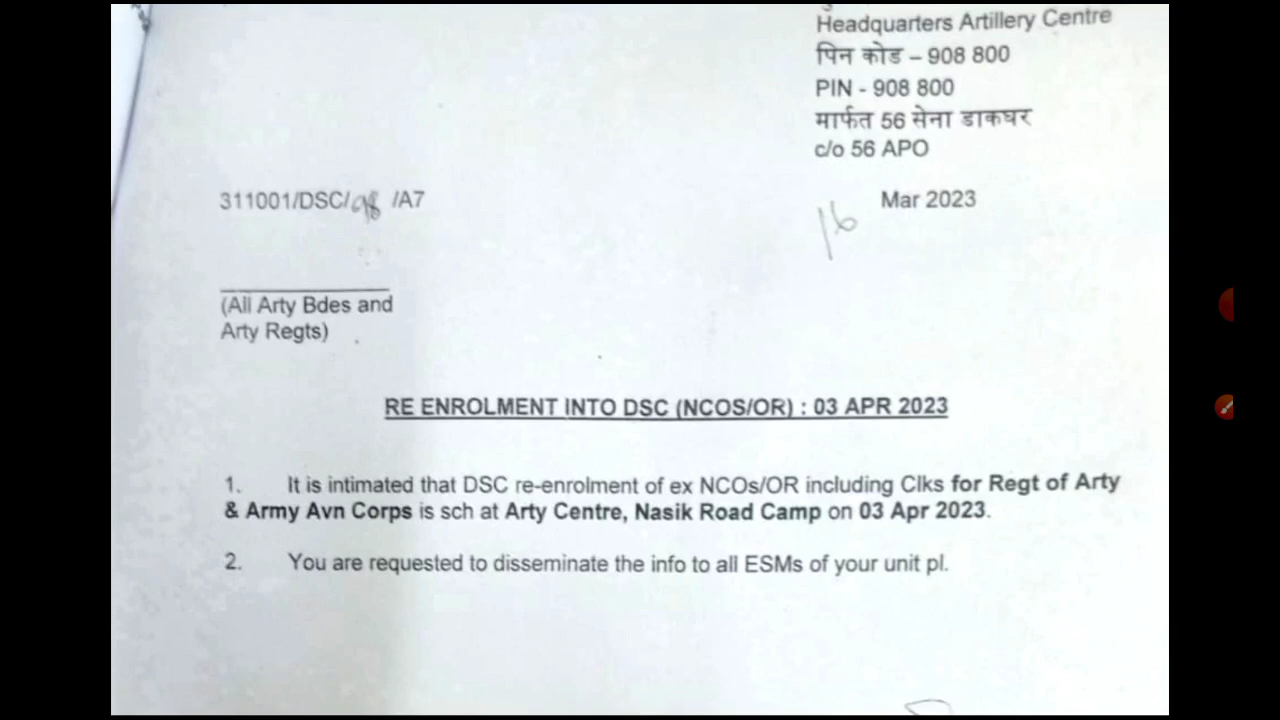 Headquarters Artillery Centre
पिन कोड – 908 800
PIN - 908 800
मार्फत 56 सेना डाकघर
c/o 56 APO
311001/DSC/98 /A7
16 Mar 2023
(All Arty Bdes and
Arty Regts)
RE ENROLMENT INTO DSC (NCOS/OR) : 03 APR 2023
1. It is intimated that DSC re-enrolment of ex NCOs/OR including Clks for Regt of Arty
& Army Avn Corps is sch at Arty Centre, Nasik Road Camp on 03 Apr 2023.
2. You are requested to disseminate the info to all ESMs of your unit pl.